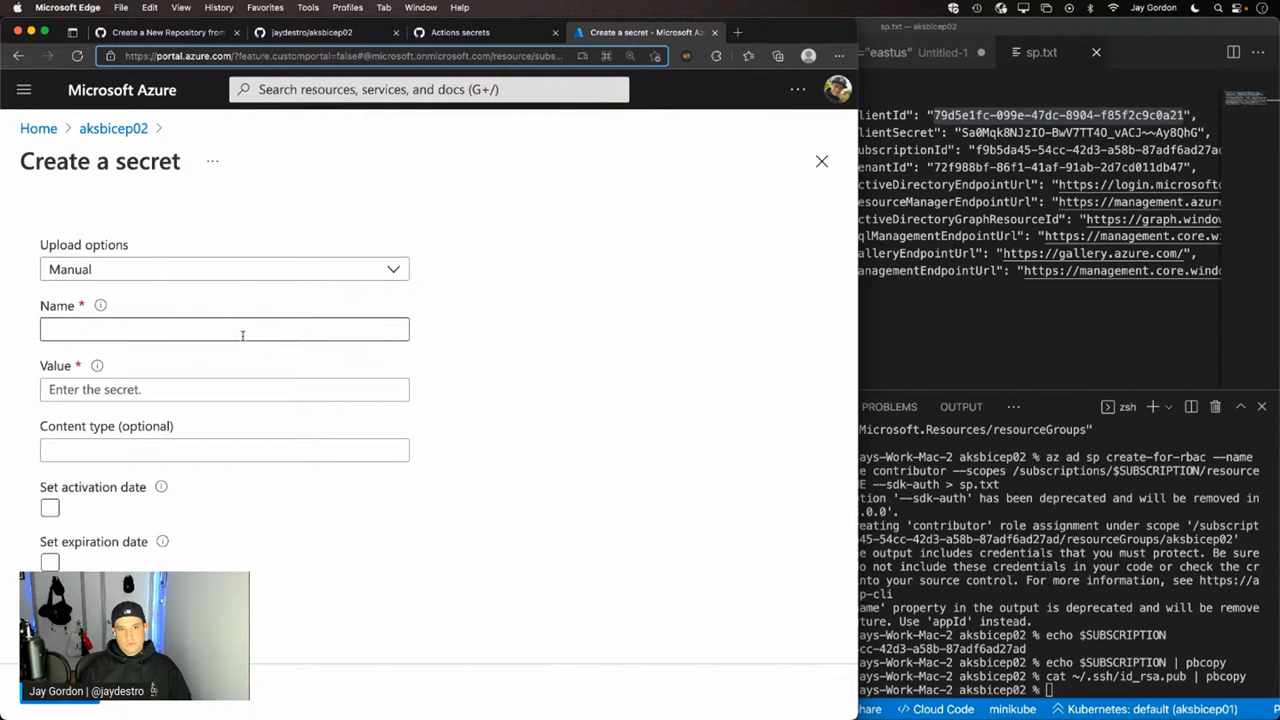 Microsoft Edge File Edit View History Favorites Tools Profiles Tab Window Help Jay Gordon
Create a New Repository from
jaydestro/aksbicep02
Actions secrets
Create a secret - Microsoft Azure
sp.txt — aksbicep02
https://portal.azure.com/?feature.customportal=false#@microsoft.onmicrosoft.com/resource/subs...
"eastus" Untitled-1
sp.txt
Microsoft Azure
Search resources, services, and docs (G+/)
Home > aksbicep02 >
Create a secret ...
Upload options
Manual
Name *
Value *
Enter the secret.
Content type (optional)
Set activation date
Set expiration date
Jay Gordon | @jaydestro
lientId": "79d5e1fc-099e-47dc-8904-f85f2c9c0a21",
lientSecret": "Sa0Mqk8NJzIO-BwV7TT4O_vACJ~~Ay8QhG",
ubscriptionId": "f9b5da45-54cc-42d3-a58b-87adf6ad27ad
enantId": "72f988bf-86f1-41af-91ab-2d7cd011db47",
ctiveDirectoryEndpointUrl": "https://login.microsofto
esourceManagerEndpointUrl": "https://management.azure
ctiveDirectoryGraphResourceId": "https://graph.window
qlManagementEndpointUrl": "https://management.core.wi
alleryEndpointUrl": "https://gallery.azure.com/",
anagementEndpointUrl": "https://management.core.windo
PROBLEMS OUTPUT ... zsh
Microsoft.Resources/resourceGroups"
ays-Work-Mac-2 aksbicep02 % az ad sp create-for-rbac --name
e contributor --scopes /subscriptions/$SUBSCRIPTION/resource
E --sdk-auth > sp.txt
ption '--sdk-auth' has been deprecated and will be removed in
.0.0'.
reating 'contributor' role assignment under scope '/subscript
45-54cc-42d3-a58b-87adf6ad27ad/resourceGroups/aksbicep02'
he output includes credentials that you must protect. Be sure
do not include these credentials in your code or check the cr
into your source control. For more information, see https://a
p-cli
name' property in the output is deprecated and will be remove
ture. Use 'appId' instead.
ays-Work-Mac-2 aksbicep02 % echo $SUBSCRIPTION
cc-42d3-a58b-87adf6ad27ad
ays-Work-Mac-2 aksbicep02 % echo $SUBSCRIPTION | pbcopy
ays-Work-Mac-2 aksbicep02 % cat ~/.ssh/id_rsa.pub | pbcopy
ays-Work-Mac-2 aksbicep02 %
hare Cloud Code minikube Kubernetes: default (aksbicep01)